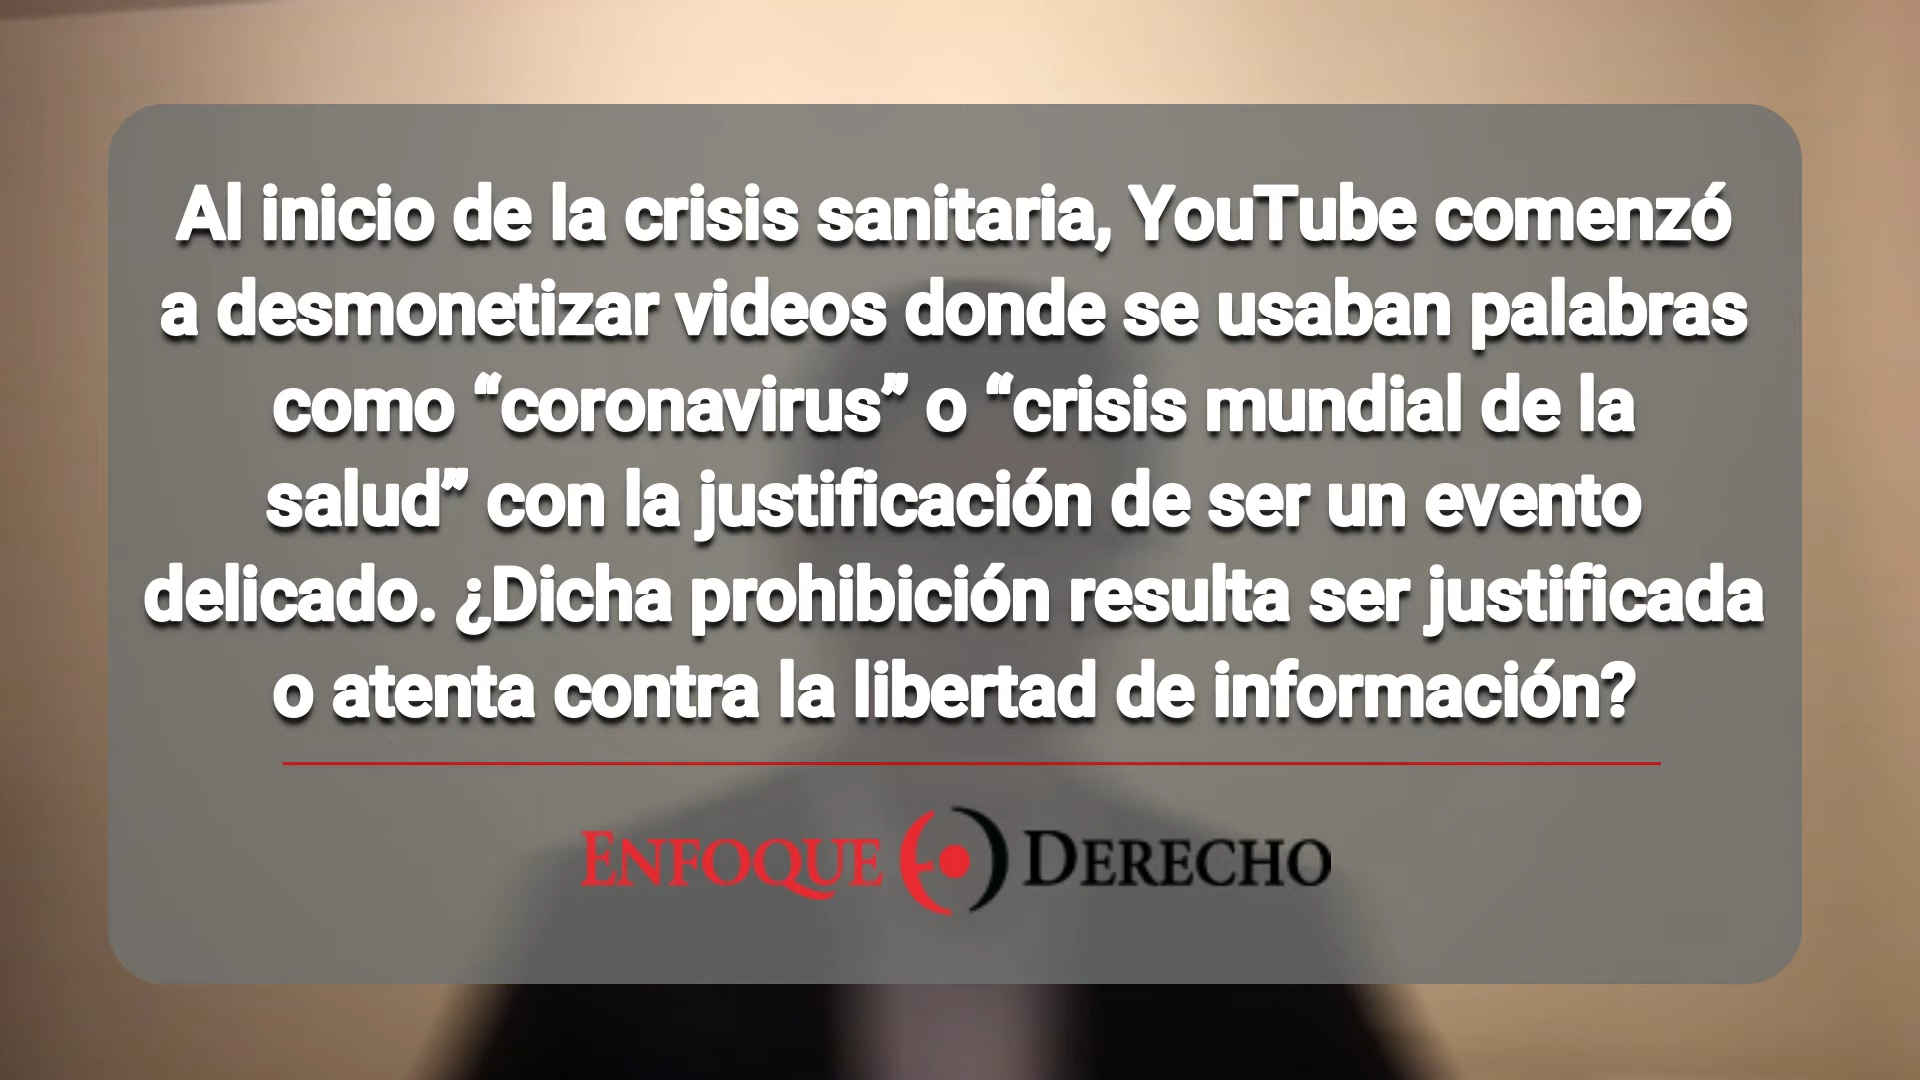 Al inicio de la crisis sanitaria, YouTube comenzó
a desmonetizar videos donde se usaban palabras
como “coronavirus” o “crisis mundial de la
salud” con la justificación de ser un evento
delicado. ¿Dicha prohibición resulta ser justificada
o atenta contra la libertad de información?
ENFOQUE DERECHO